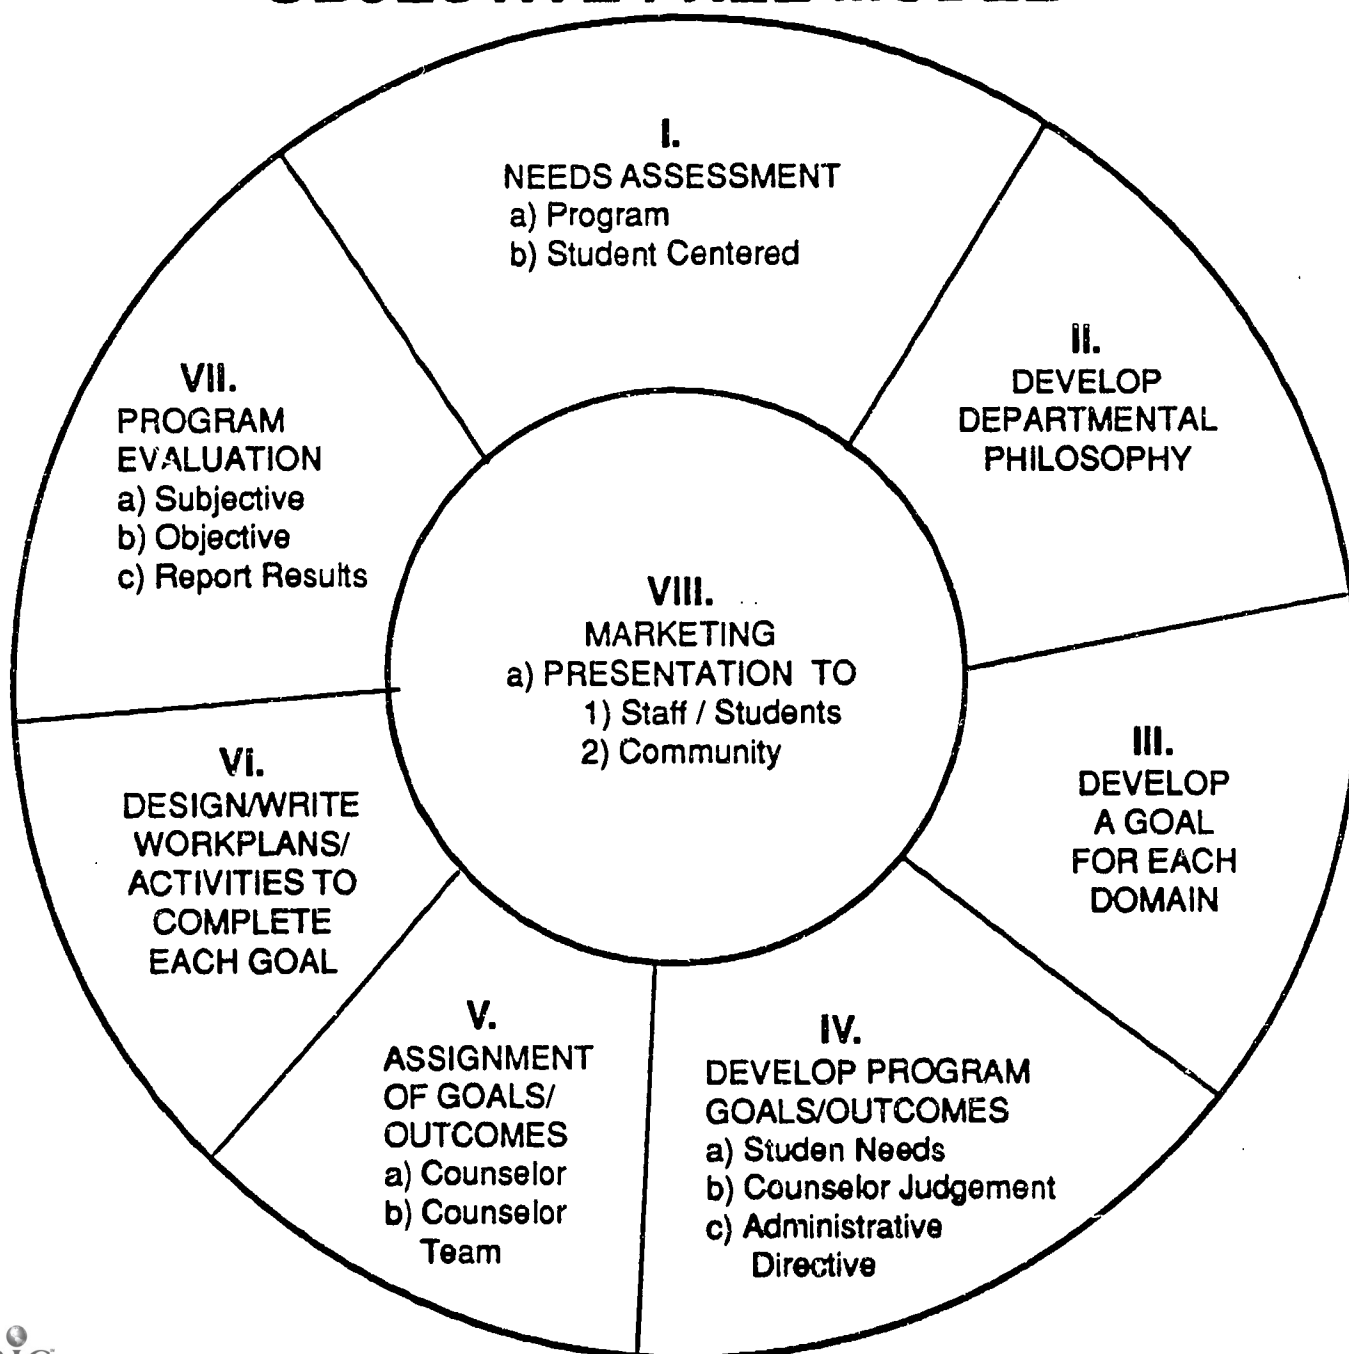 I.
NEEDS ASSESSMENT
a) Program
b) Student Centered
II.
DEVELOP
DEPARTMENTAL
PHILOSOPHY
III.
DEVELOP
A GOAL
FOR EACH
DOMAIN
IV.
DEVELOP PROGRAM
GOALS/OUTCOMES
a) Studen Needs
b) Counselor Judgement
c) Administrative
Directive
V.
ASSIGNMENT
OF GOALS/
OUTCOMES
a) Counselor
b) Counselor
Team
VI.
DESIGN/WRITE
WORKPLANS/
ACTIVITIES TO
COMPLETE
EACH GOAL
VII.
PROGRAM
EVALUATION
a) Subjective
b) Objective
c) Report Results
VIII.
MARKETING
a) PRESENTATION TO
1) Staff / Students
2) Community